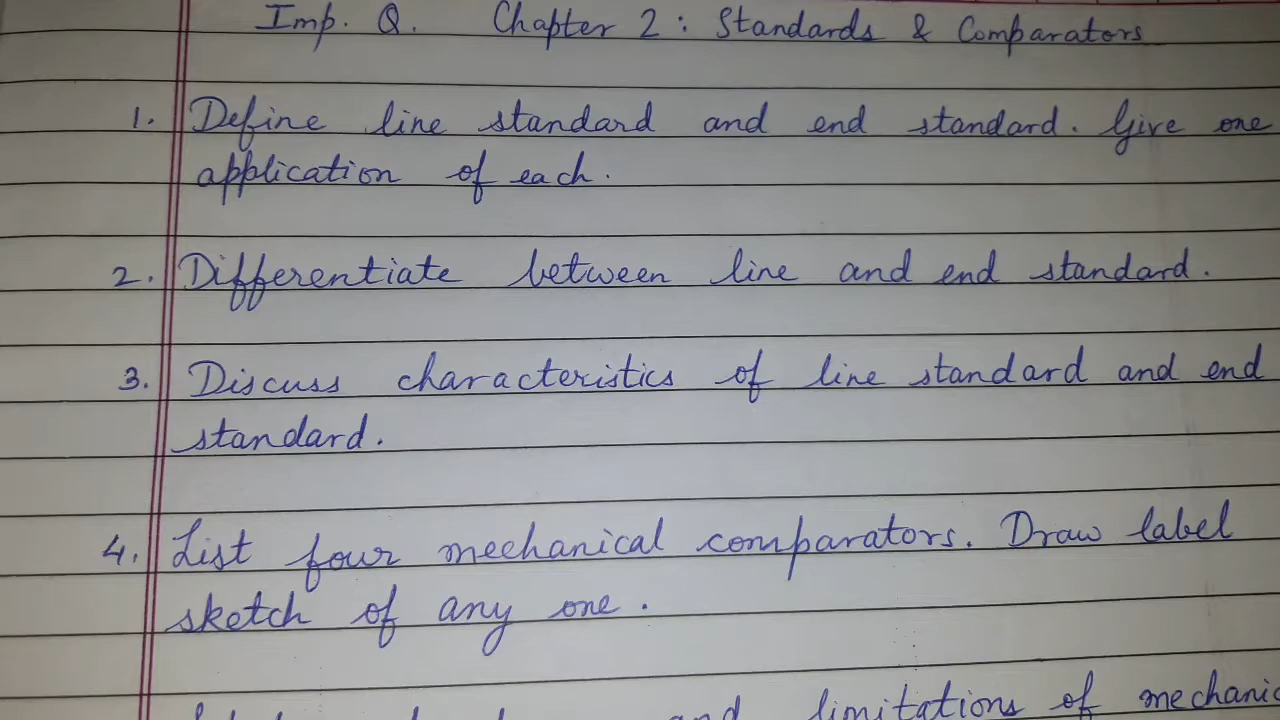 Imp. Q. Chapter 2: Standards & Comparators
1. Define line standard and end standard. Give one
application of each.
2. Differentiate between line and end standard.
3. Discuss characteristics of line standard and end
standard.
4. List four mechanical comparators. Draw label
sketch of any one.
and limitations of